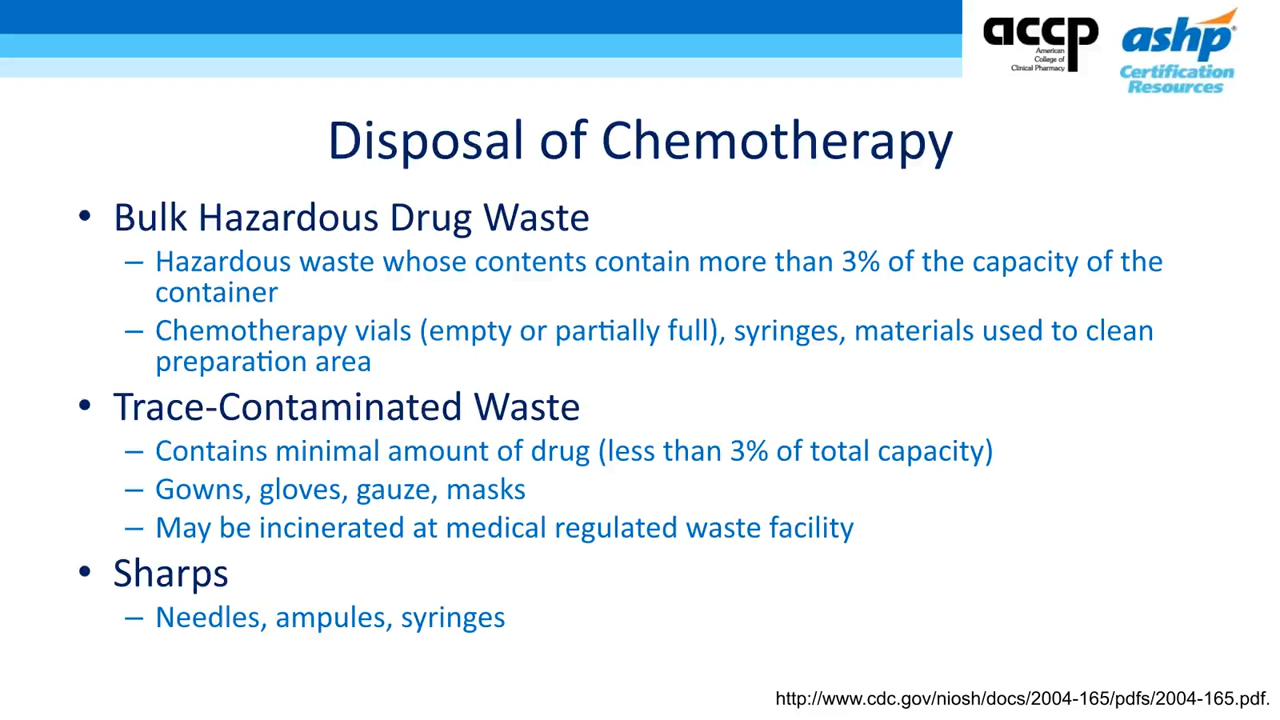 accp
American
College of
Clinical Pharmacy
ashp®
Certification
Resources
Disposal of Chemotherapy
• Bulk Hazardous Drug Waste
– Hazardous waste whose contents contain more than 3% of the capacity of the
container
– Chemotherapy vials (empty or partially full), syringes, materials used to clean
preparation area
• Trace-Contaminated Waste
– Contains minimal amount of drug (less than 3% of total capacity)
– Gowns, gloves, gauze, masks
– May be incinerated at medical regulated waste facility
• Sharps
– Needles, ampules, syringes
http://www.cdc.gov/niosh/docs/2004-165/pdfs/2004-165.pdf.